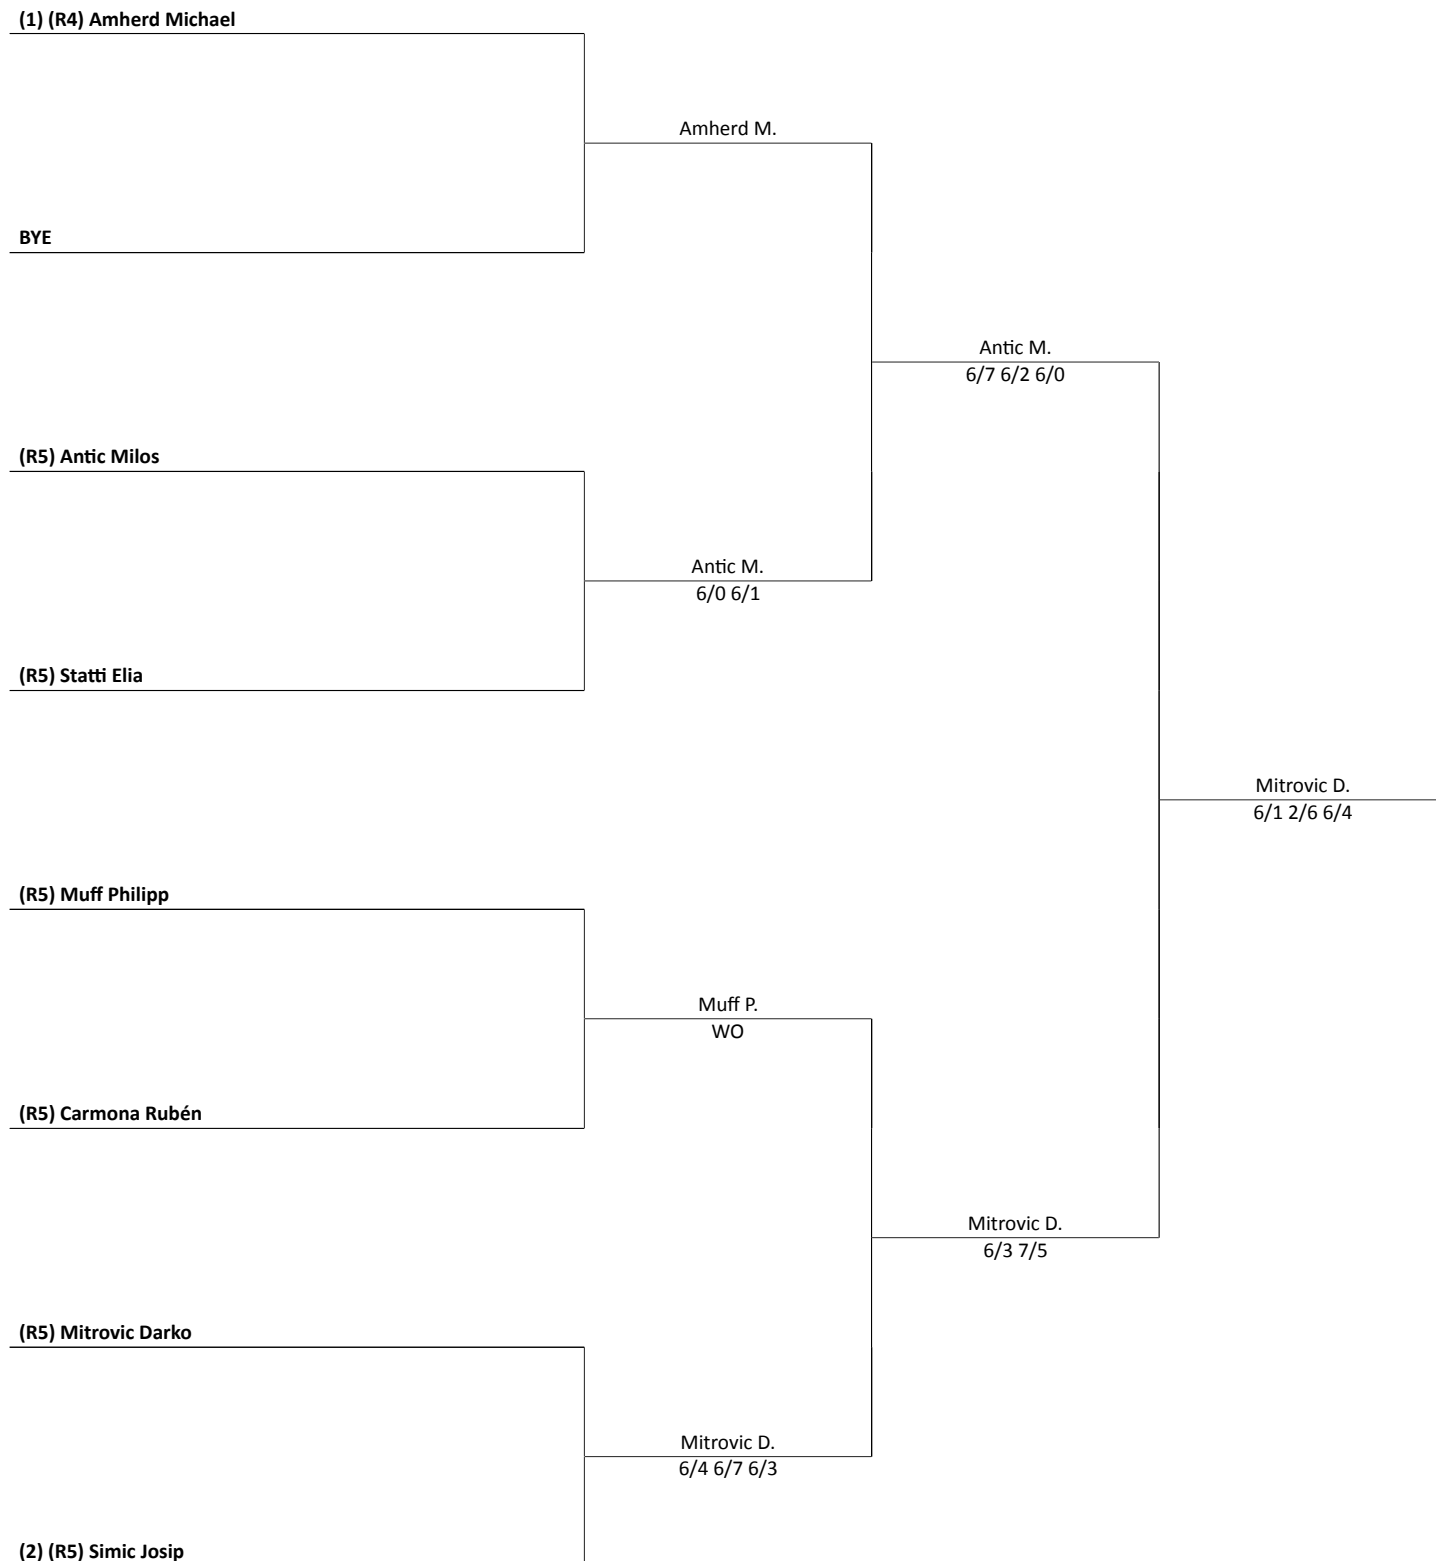 (1) (R4) Amherd Michael
Amherd M.
BYE
Antic M.
6/7 6/2 6/0
(R5) Antic Milos
Antic M.
6/0 6/1
(R5) Statti Elia
Mitrovic D.
6/1 2/6 6/4
(R5) Muff Philipp
Muff P.
WO
(R5) Carmona Rubén
Mitrovic D.
6/3 7/5
(R5) Mitrovic Darko
Mitrovic D.
6/4 6/7 6/3
(2) (R5) Simic Josip